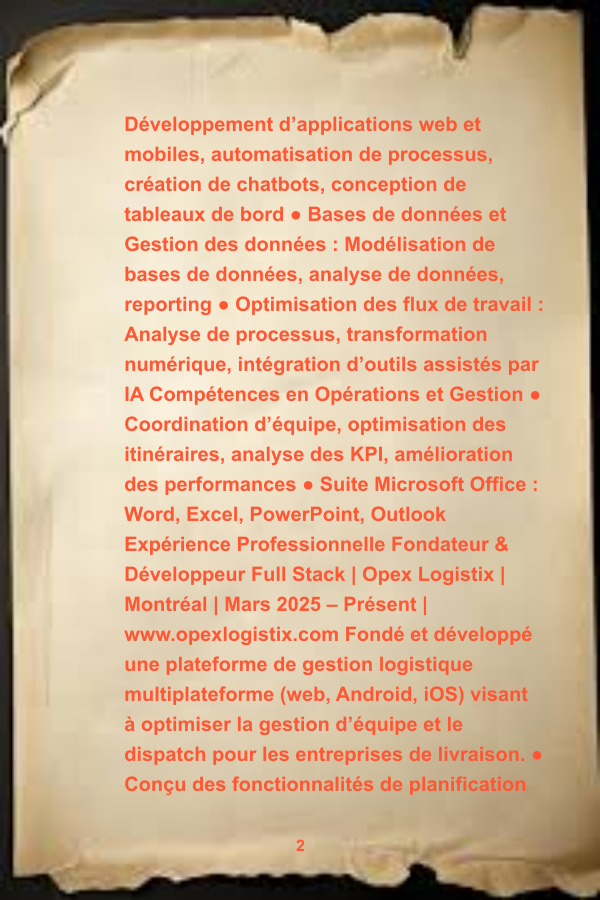 Développement d’applications web et
mobiles, automatisation de processus,
création de chatbots, conception de
tableaux de bord ● Bases de données et
Gestion des données : Modélisation de
bases de données, analyse de données,
reporting ● Optimisation des flux de travail :
Analyse de processus, transformation
numérique, intégration d’outils assistés par
IA Compétences en Opérations et Gestion ●
Coordination d’équipe, optimisation des
itinéraires, analyse des KPI, amélioration
des performances ● Suite Microsoft Office :
Word, Excel, PowerPoint, Outlook
Expérience Professionnelle Fondateur &
Développeur Full Stack | Opex Logistix |
Montréal | Mars 2025 – Présent |
www.opexlogistix.com Fondé et développé
une plateforme de gestion logistique
multiplateforme (web, Android, iOS) visant
à optimiser la gestion d’équipe et le
dispatch pour les entreprises de livraison. ●
Conçu des fonctionnalités de planification
2